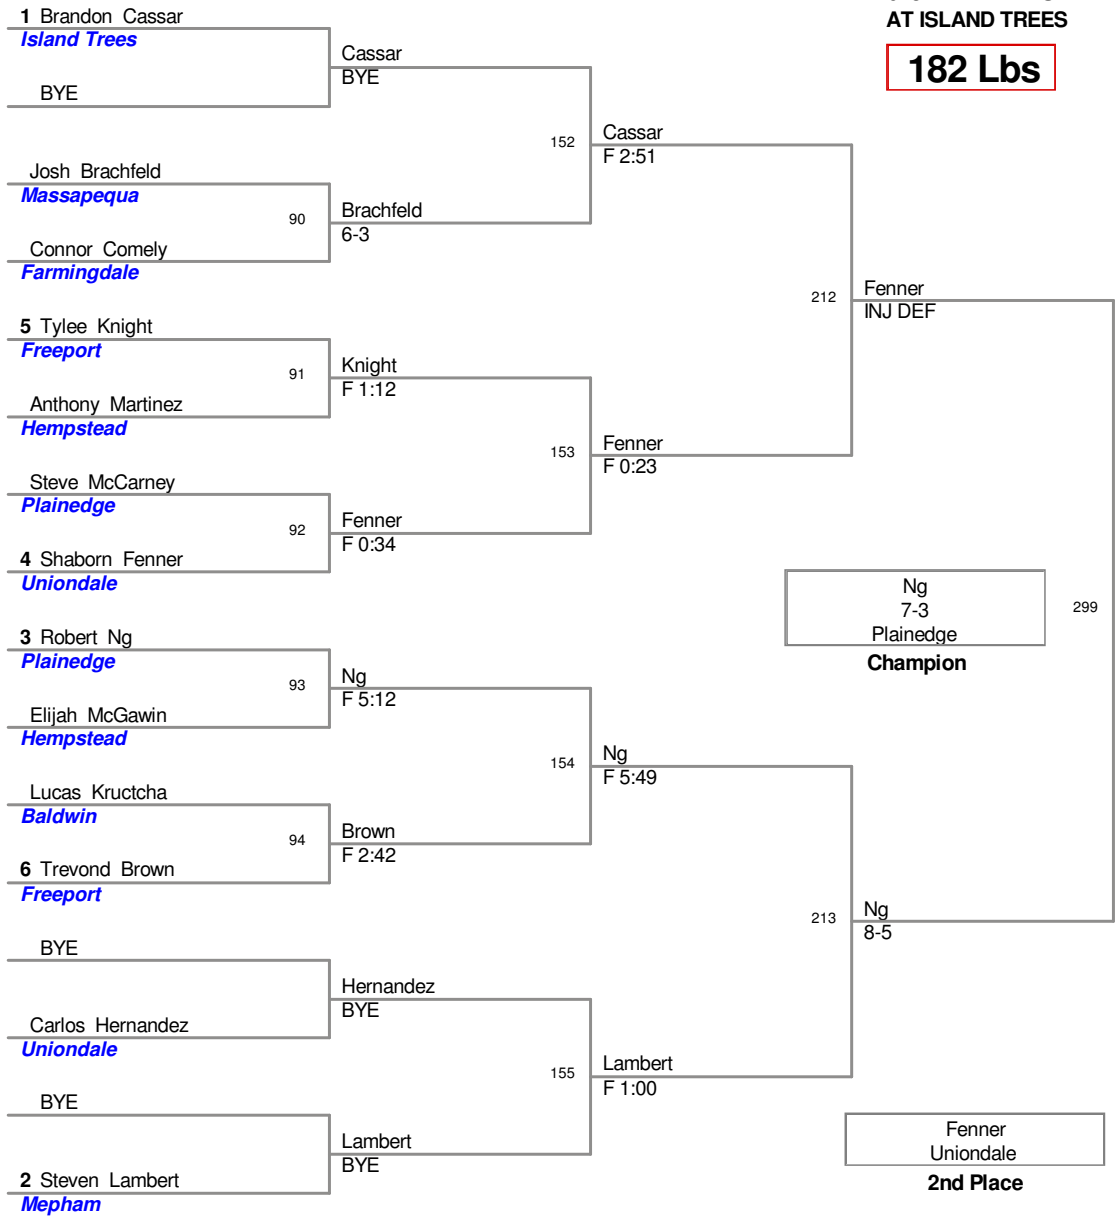 AT ISLAND TREES
182 Lbs
1 Brandon Cassar
Island Trees
BYE
Cassar
BYE
Josh Brachfeld
Massapequa
90
Connor Comely
Farmingdale
Brachfeld
6-3
152
Cassar
F 2:51
5 Tylee Knight
Freeport
91
Anthony Martinez
Hempstead
Knight
F 1:12
Steve McCarney
Plainedge
92
4 Shaborn Fenner
Uniondale
Fenner
F 0:34
153
Fenner
F 0:23
212
Fenner
INJ DEF
3 Robert Ng
Plainedge
93
Elijah McGawin
Hempstead
Ng
F 5:12
Lucas Kructcha
Baldwin
94
6 Trevond Brown
Freeport
Brown
F 2:42
154
Ng
F 5:49
BYE
Carlos Hernandez
Uniondale
Hernandez
BYE
BYE
2 Steven Lambert
Mepham
Lambert
BYE
155
Lambert
F 1:00
213
Ng
8-5
299
Ng
7-3
Plainedge
Champion
Fenner
Uniondale
2nd Place